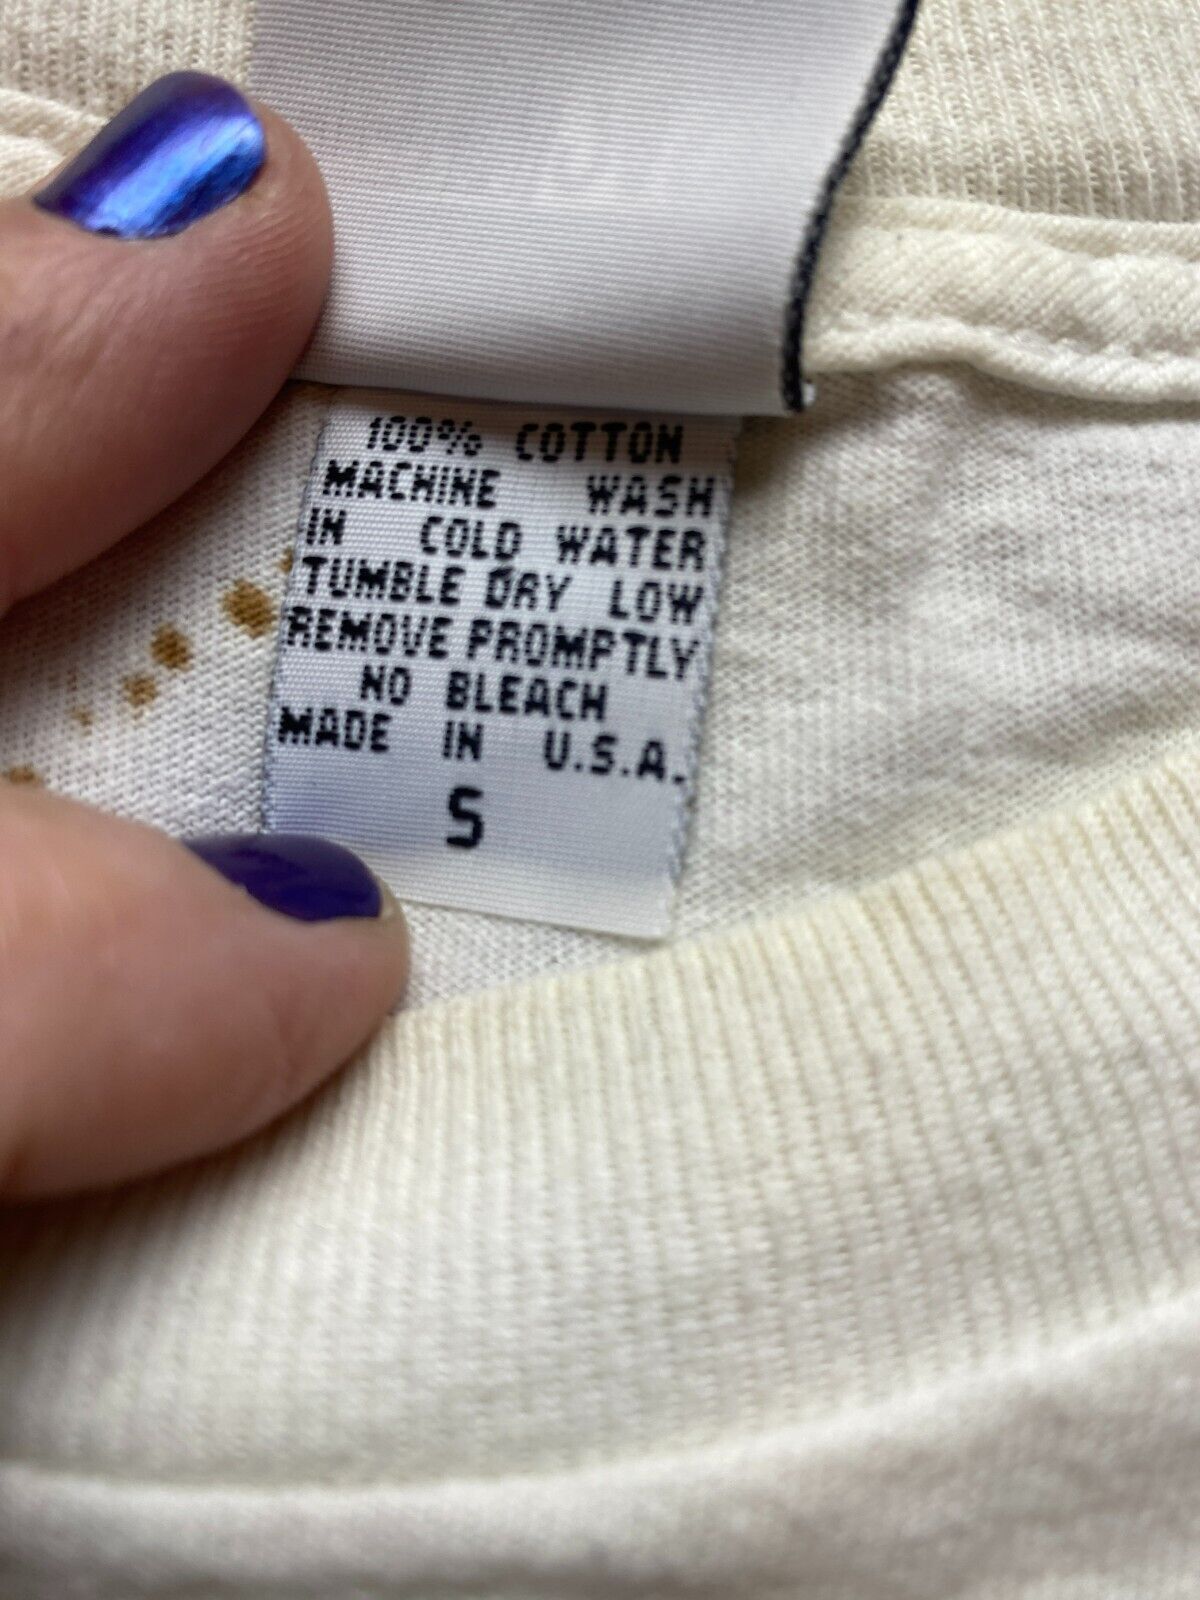 100% COTTON
MACHINE WASH
IN COLD WATER
TUMBLE DRY LOW
REMOVE PROMPTLY
NO BLEACH
MADE IN U.S.A.
S